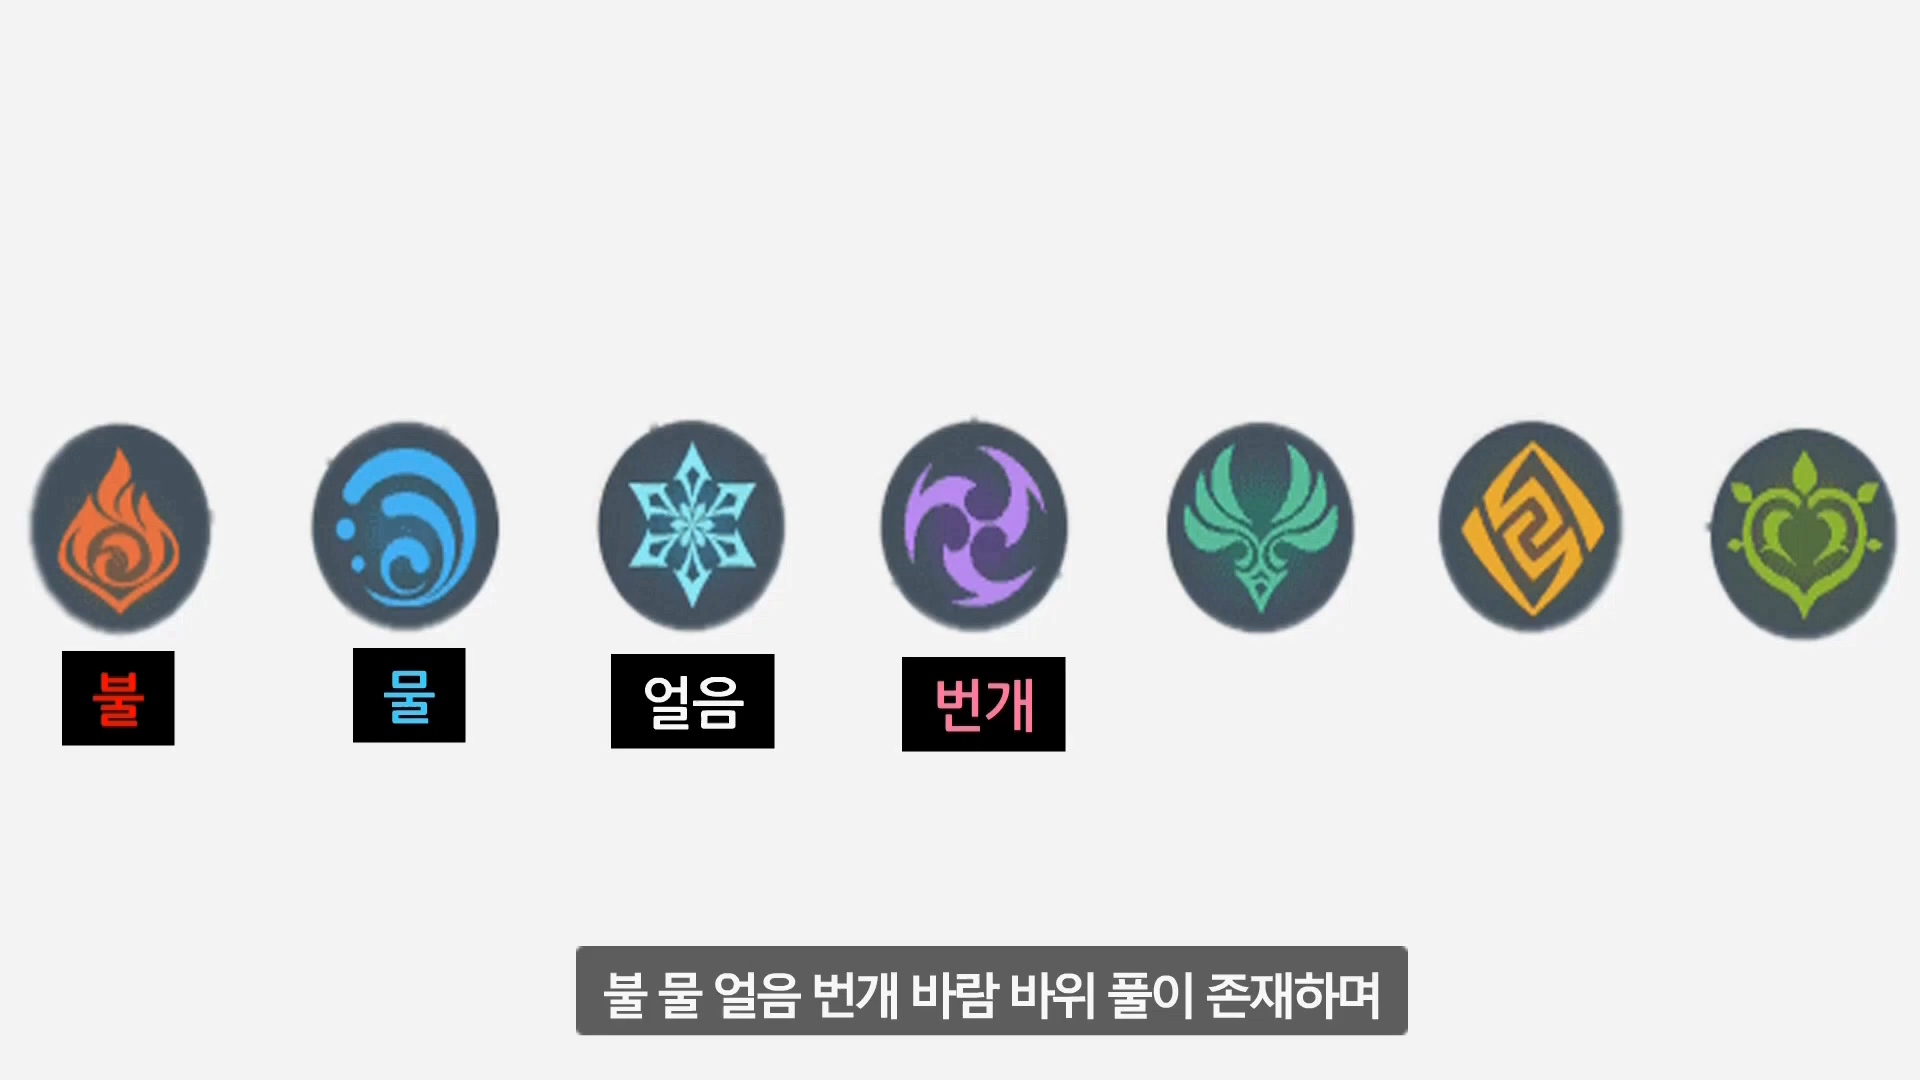 불
물
얼음
번개
불 물 얼음 번개 바람 바위 풀이 존재하며